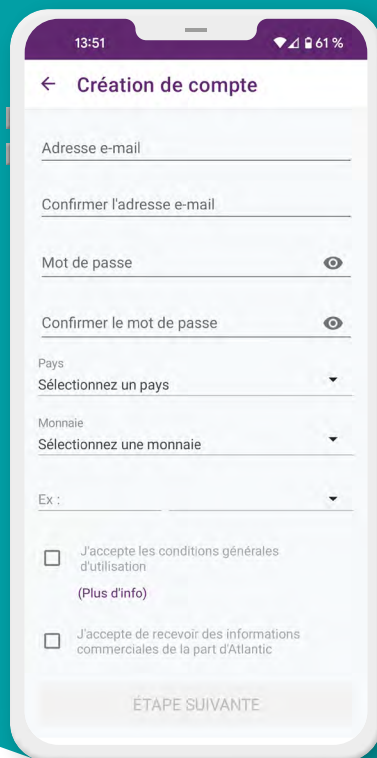 13:51
61 %
Création de compte
Adresse e-mail
Confirmer l'adresse e-mail
Mot de passe
Confirmer le mot de passe
Pays
Sélectionnez un pays
Monnaie
Sélectionnez une monnaie
Ex :
J'accepte les conditions générales
d'utilisation
(Plus d'info)
J'accepte de recevoir des informations
commerciales de la part d'Atlantic
ÉTAPE SUIVANTE